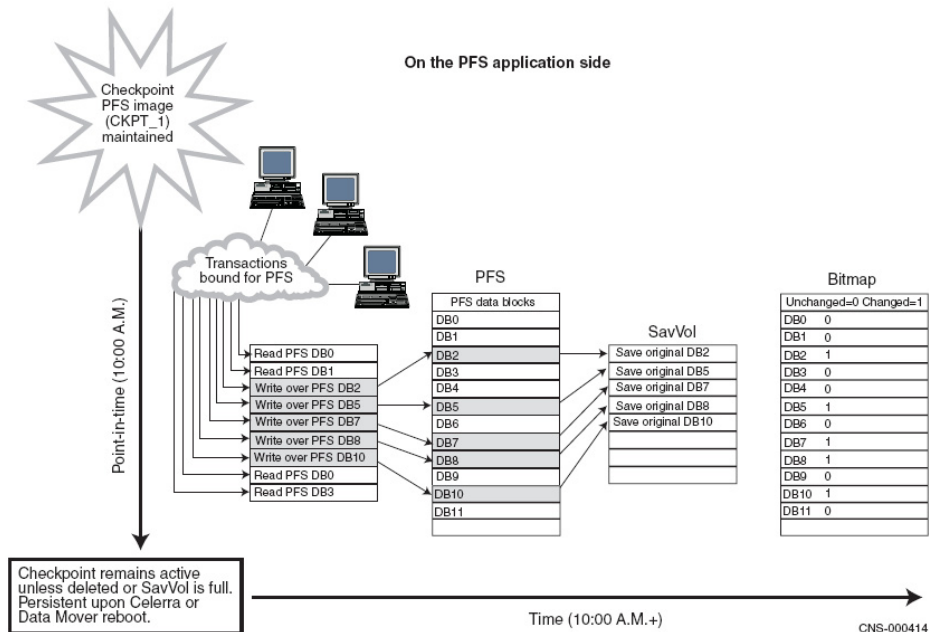 On the PFS application side
Checkpoint
PFS image
(CKPT_1)
maintained
Transactions
bound for PFS
Point-in-time (10:00 A.M.)
Read PFS DB0
Read PFS DB1
Write over PFS DB2
Write over PFS DB5
Write over PFS DB7
Write over PFS DB8
Write over PFS DB10
Read PFS DB0
Read PFS DB3
PFS
PFS data blocks
DB0
DB1
DB2
DB3
DB4
DB5
DB6
DB7
DB8
DB9
DB10
DB11
SavVol
Save original DB2
Save original DB5
Save original DB7
Save original DB8
Save original DB10
Bitmap
Unchanged=0 Changed=1
DB0 0
DB1 0
DB2 1
DB3 0
DB4 0
DB5 1
DB6 0
DB7 1
DB8 1
DB9 0
DB10 1
DB11 0
Checkpoint remains active
unless deleted or SavVol is full.
Persistent upon Celerra or
Data Mover reboot.
Time (10:00 A.M.+)
CNS-000414